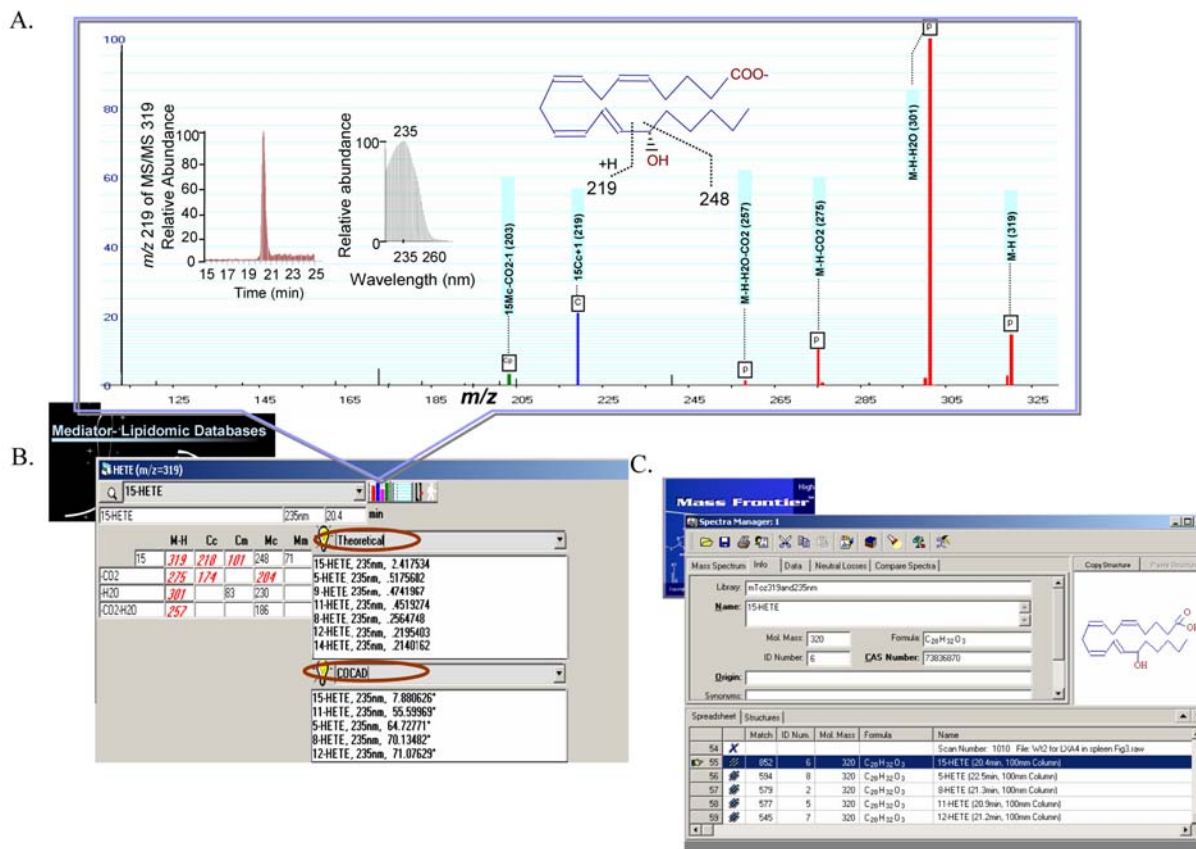 A.
100
80
60
40
20
0
m/z 219 of MS/MS 319
Relative Abundance
100
80
60
40
20
0
15 17 19 21 23 25
Time (min)
Relative abundance
235
100
0
235 260
Wavelength (nm)
COO-
OH
+H
219
248
15Mc-CO2-1 (203)
15Cc+1 (219)
M-H-H2O-CO2 (257)
M-H-CO2 (275)
M-H-H2O (301)
M-H (319)
Cp
C
p
p
p
p
125 145 165 185 205 225 245 265 285 305 325
m/z
Mediator- Lipidomic Databases
B.
HETE (m/z=319)
15-HETE
15-HETE 235nm 20.4 min
M-H Cc Cm Mc Mm
15 319 218 101 248 71
-CO2 275 174 204
-H2O 301 83 230
-CO2-H2O 257 186
Theoretical
15-HETE, 235nm, 2.417534
5-HETE, 235nm, .5175682
9-HETE, 235nm, .4741967
11-HETE, 235nm, .4519274
8-HETE, 235nm, .2564748
12-HETE, 235nm, .2195403
14-HETE, 235nm, .2140162
COCAD
15-HETE, 235nm, 7.880626°
11-HETE, 235nm, 55.59969°
5-HETE, 235nm, 64.72771°
8-HETE, 235nm, 70.13482°
12-HETE, 235nm, 71.07629°
C.
High
Mass Frontier
Spectra Manager: 1
Mass Spectrum Info Data Neutral Losses Compare Spectra
Copy Structure
Library: mToz319and235nm
Name: 15-HETE
Mol. Mass: 320 Formula: C20H32O3
ID Number: 6 CAS Number: 73836870
Origin:
Synonyms:
O
OH
Spreadsheet Structures
Match ID Num. Mol. Mass Formula Name
54 Scan Number: 1010 File: Wt2 for LXA4 in spleen Fig3.raw
55 852 6 320 C20H32O3 15-HETE (20.4min, 100mm Column)
56 594 8 320 C20H32O3 5-HETE (22.5min, 100mm Column)
57 579 2 320 C20H32O3 8-HETE (21.3min, 100mm Column)
58 577 5 320 C20H32O3 11-HETE (20.9min, 100mm Column)
59 545 7 320 C20H32O3 12-HETE (21.2min, 100mm Column)